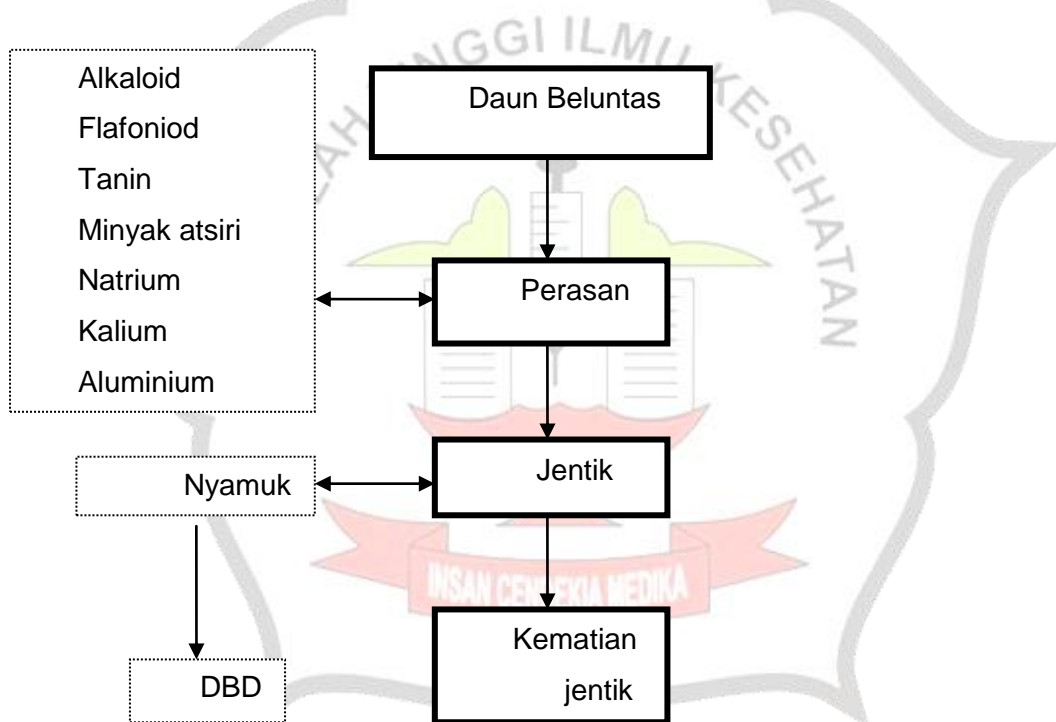 Alkaloid
Flafoniod
Tanin
Minyak atsiri
Natrium
Kalium
Aluminium
Daun Beluntas
Perasan
Nyamuk
Jentik
DBD
Kematian
jentik
NGGI ILMU KESEHATAN
INSAN CENDEKIA MEDIKA